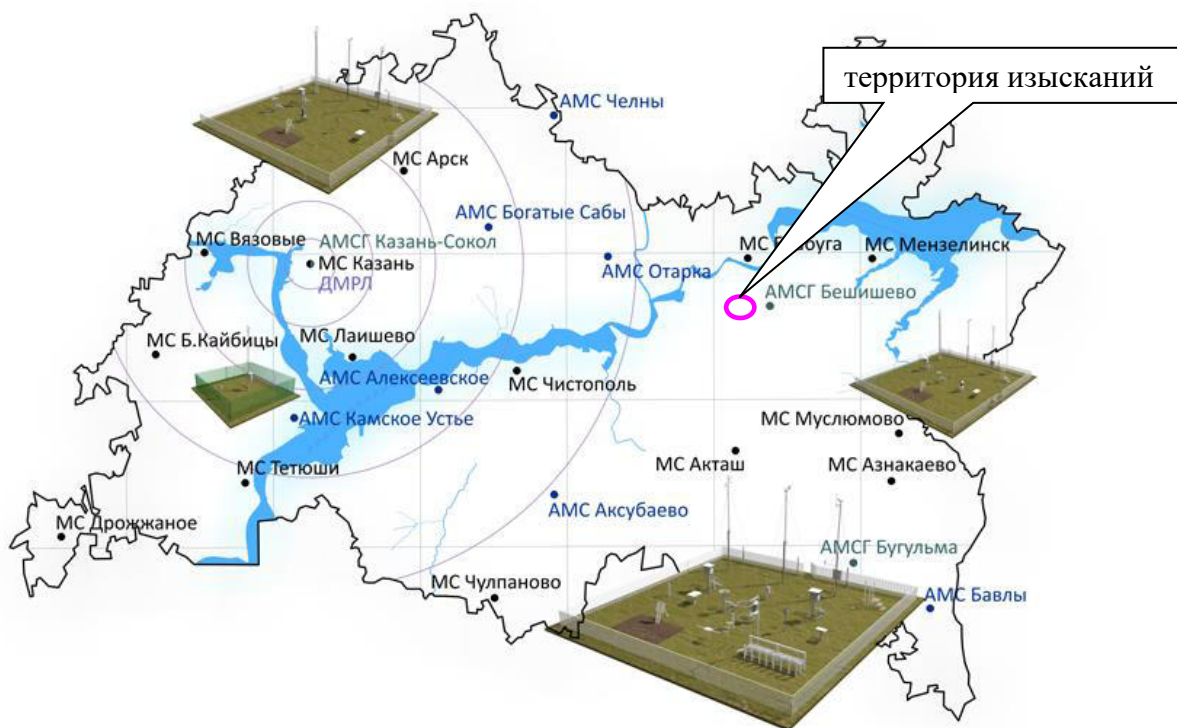 территория изысканий
АМС Челны
МС Арск
АМС Богатые Сабы
МС Вязовые
АМСГ Казань-Сокол
МС Казань
ДМРЛ
АМС Отарка
МС Мензелинск
АМСГ Бешишево
МС Б.Кайбицы
МС Лаишево
АМС Алексеевское
МС Чистополь
АМС Камское Устье
МС Муслюмово
МС Тетюши
МС Акташ
МС Азнакаево
АМС Аксубаево
МС Дрожжаное
АМСГ Бугульма
МС Чулпаново
АМС Бавлы